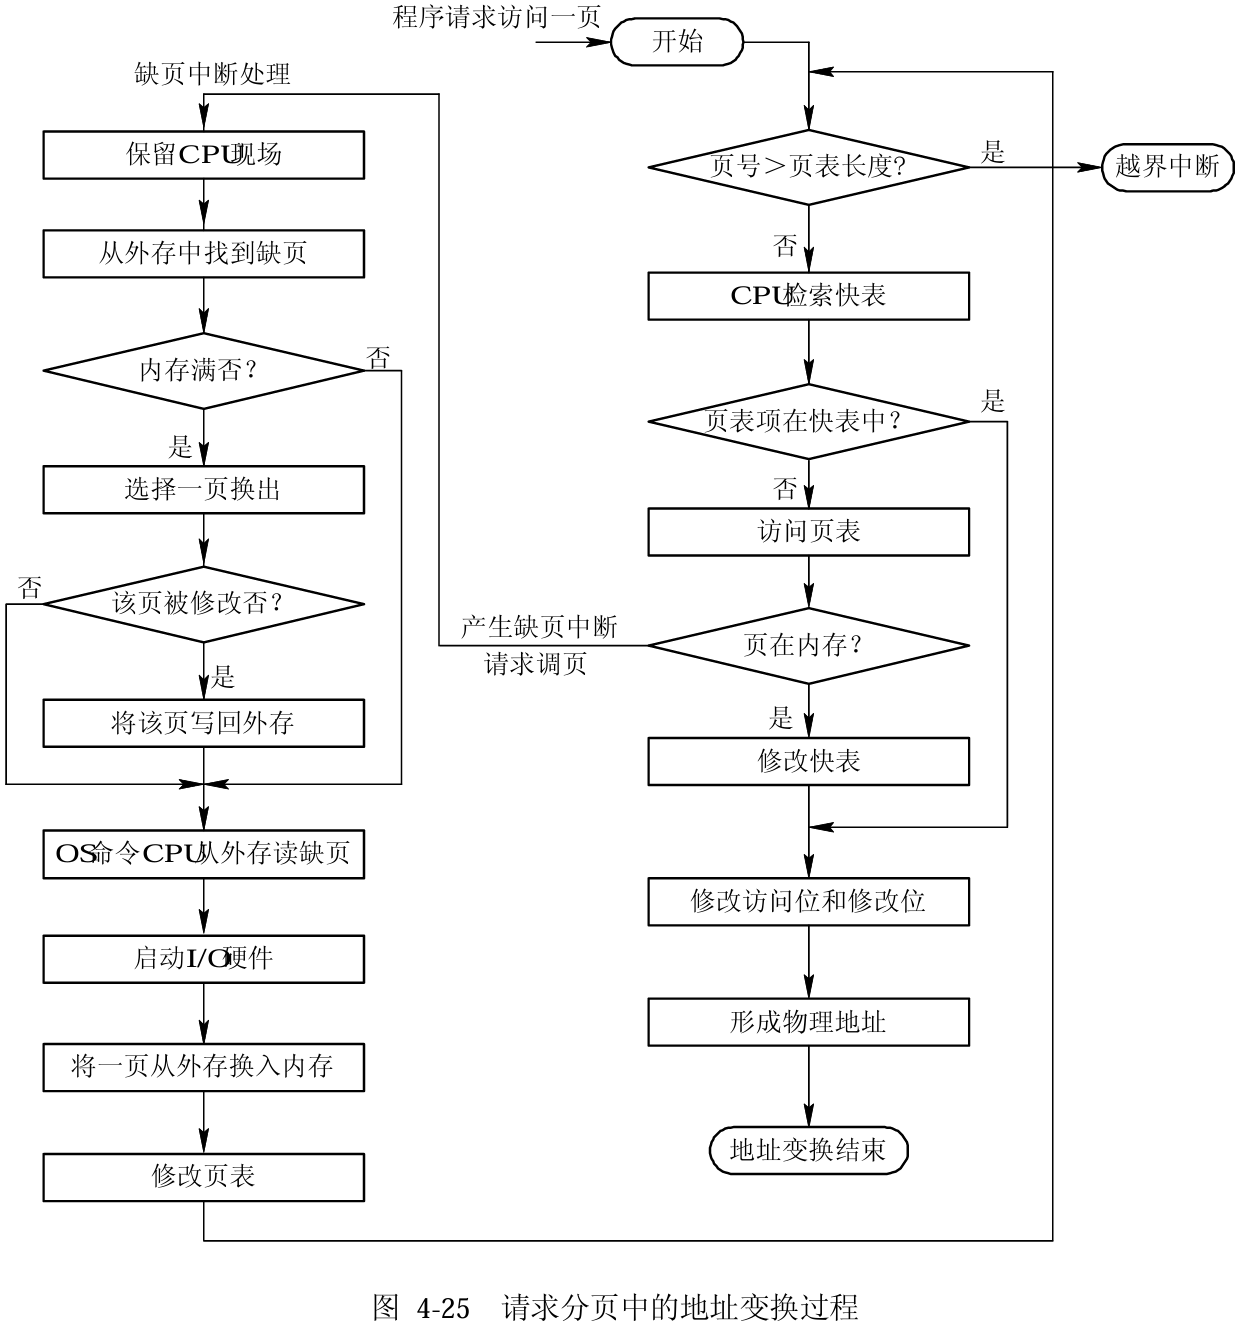 程序请求访问一页
开始
缺页中断处理
保留CPU现场
从外存中找到缺页
内存满否？
否
是
选择一页换出
该页被修改否？
否
是
将该页写回外存
OS命令CPU从外存读缺页
启动I/O硬件
将一页从外存换入内存
修改页表
页号＞页表长度?
是
越界中断
否
CPU检索快表
页表项在快表中？
是
否
访问页表
页在内存？
产生缺页中断
请求调页
是
修改快表
修改访问位和修改位
形成物理地址
地址变换结束
图 4-25 请求分页中的地址变换过程